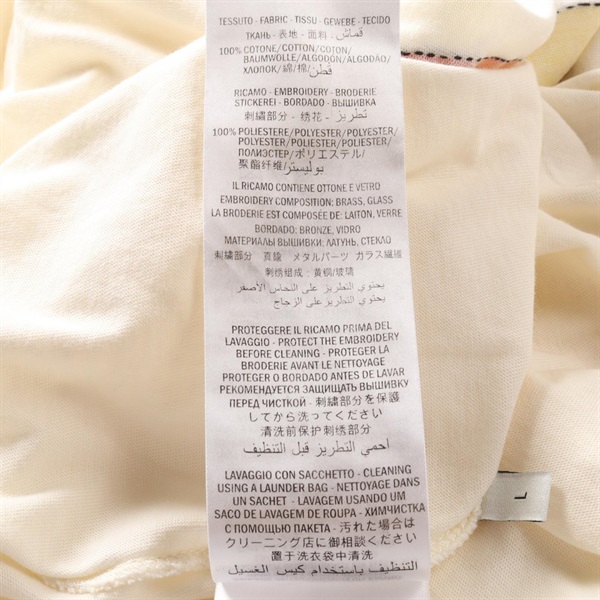 TESSUTO - FABRIC - TISSU - GEWEBE - TECIDO
ТКАНЬ - 表地 - 面料 - قماش
100% COTONE/COTTON/COTON/
BAUMWOLLE/ALGODON/ALGODÃO/
ХЛОПОК/綿/棉/قطن
RICAMO - EMBROIDERY - BRODERIE
STICKEREI - BORDADO - ВЫШИВКА
刺繍部分 - 绣花 - تطريز
100% POLIESTERE/POLYESTER/POLYESTER/
POLYESTER/POLIESTER/POLIÉSTER/
ПОЛИЭСТЕР/ポリエステル/
聚酯纤维/بوليستر
IL RICAMO CONTIENE OTTONE E VETRO
EMBROIDERY COMPOSITION: BRASS, GLASS
LA BRODERIE EST COMPOSÉE DE: LAITON, VERRE
BORDADO: BRONZE, VIDRO
МАТЕРИАЛЫ ВЫШИВКИ: ЛАТУНЬ, СТЕКЛО
刺繍部分 真鍮 メタルパーツ ガラス繊維
刺绣组成: 黄铜/玻璃
يحتوي التطريز على النحاس الأصفر
يحتوي التطريز على الزجاج
PROTEGGERE IL RICAMO PRIMA DEL
LAVAGGIO - PROTECT THE EMBROIDERY
BEFORE CLEANING - PROTEGER LA
BRODERIE AVANT LE NETTOYAGE
PROTEGER O BORDADO ANTES DE LAVAR
РЕКОМЕНДУЕТСЯ ЗАЩИЩАТЬ ВЫШИВКУ
ПЕРЕД ЧИСТКОЙ - 刺繍部分を保護
してから洗ってください
清洗前保护刺绣部分
أحمي التطريز قبل التنظيف
LAVAGGIO CON SACCHETTO - CLEANING
USING A LAUNDER BAG - NETTOYAGE DANS
UN SACHET - LAVAGEM USANDO UM
SACO DE LAVAGEM DE ROUPA - ХИМЧИСТКА
С ПОМОЩЬЮ ПАКЕТА - 汚れた場合は
クリーニング店に御相談ください
置于洗衣袋中清洗
التنظيف باستخدام كيس الغسيل
L